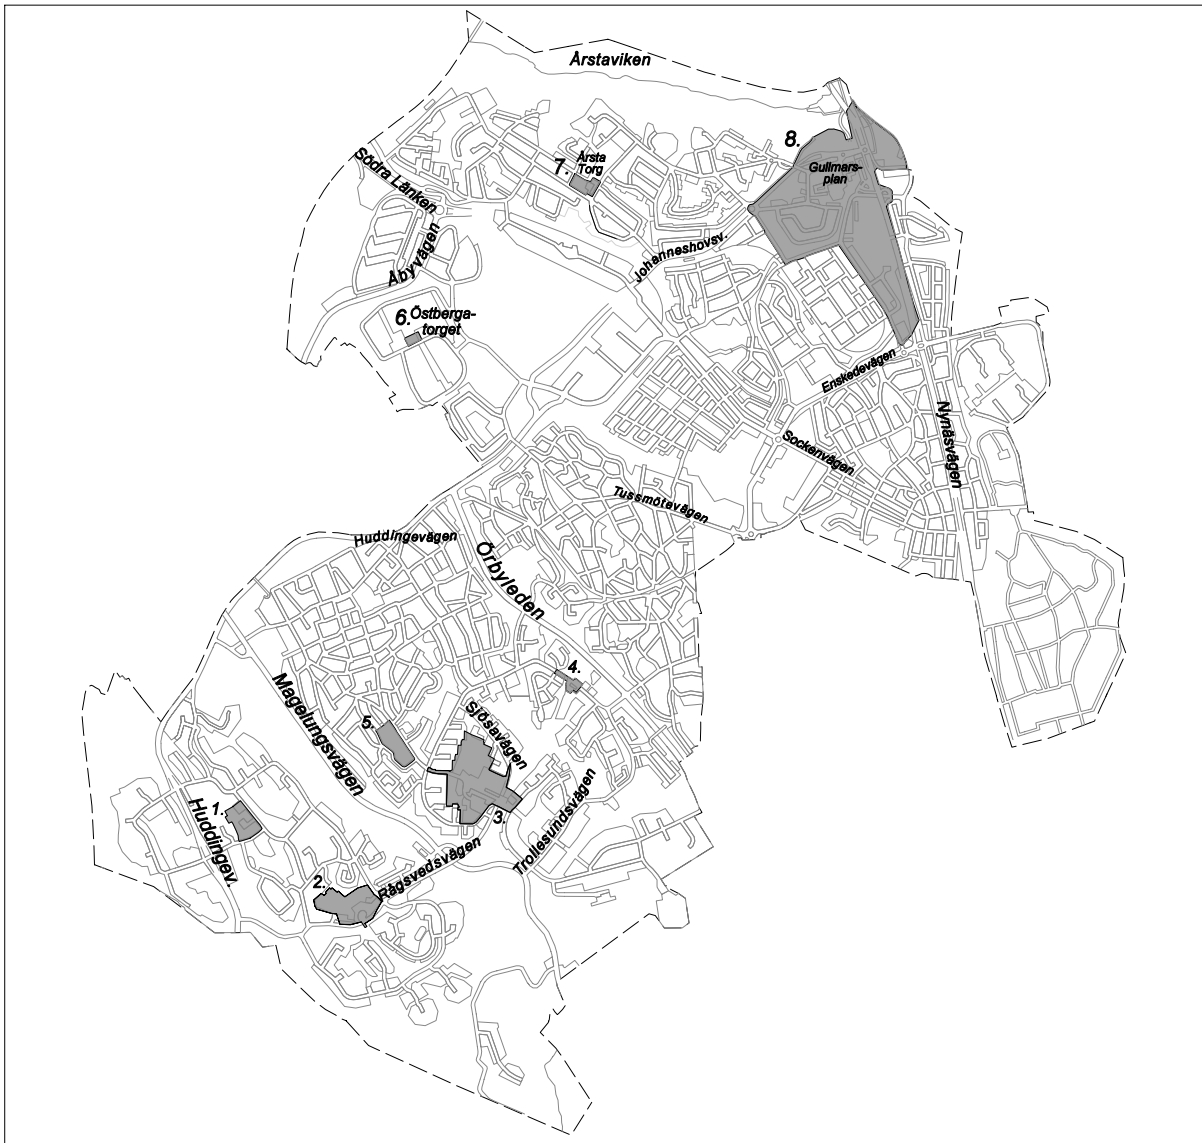 Årstaviken
8.
Årsta
Torg
7.
Gullmars-
plan
Södra Länken
Åbyvägen
Johanneshovsv.
6.
Östberga-
torget
Enskedevägen
Nynäsvägen
Sockenvägen
Tussmötevägen
Huddingevägen
Örbyleden
4.
Magelungsvägen
5.
Sjösavägen
1.
Huddingev.
3.
Trollesundsvägen
Rågsvedsvägen
2.